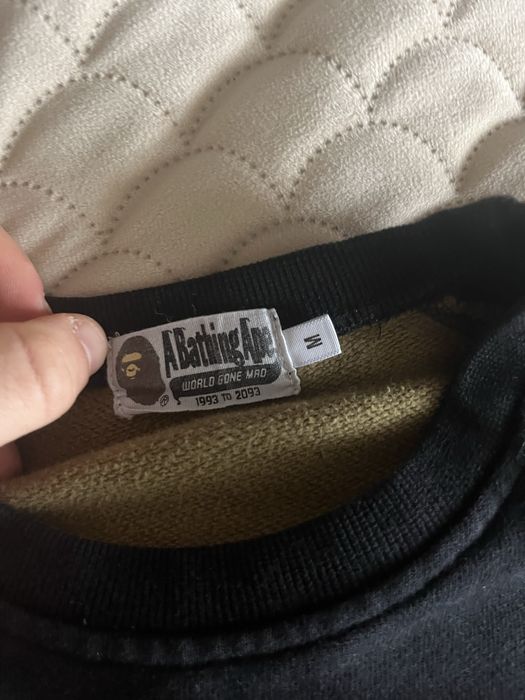 A Bathing Ape
WORLD GONE MAD
1993 TO 2093
M